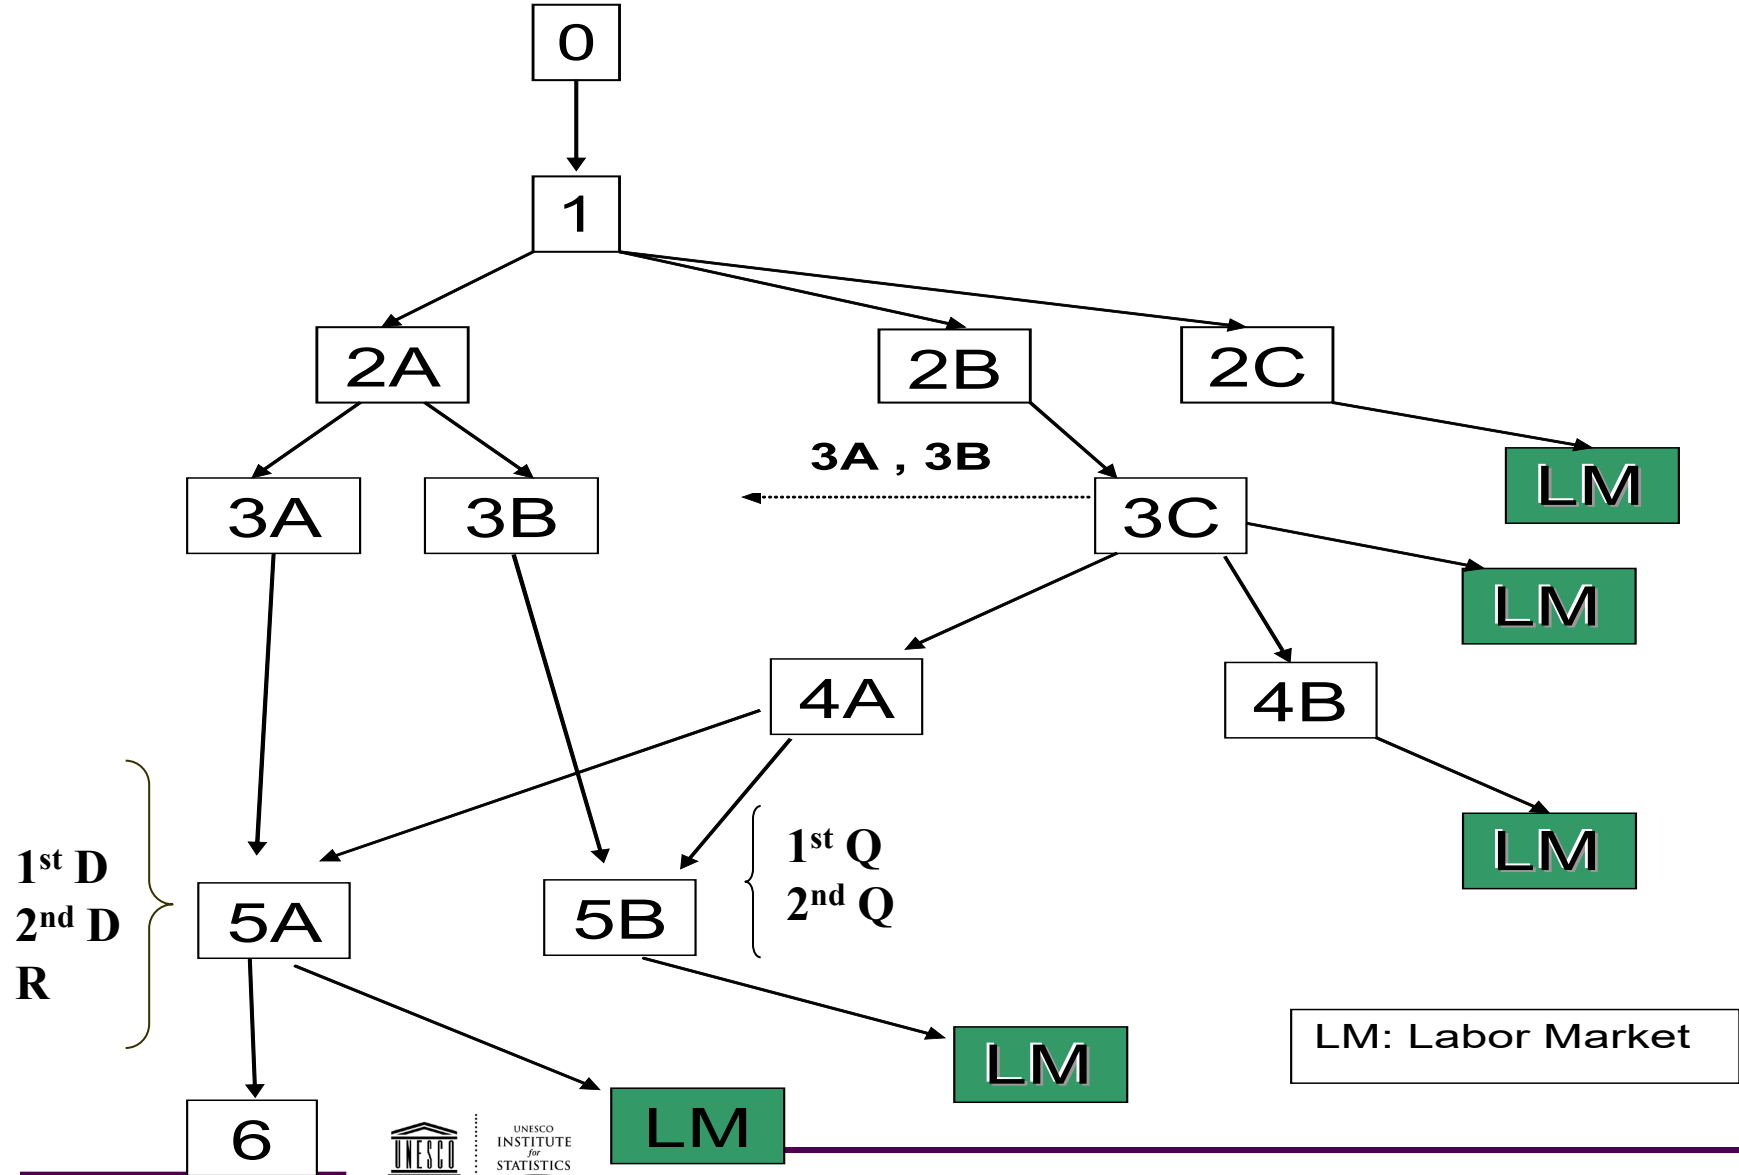 0
1
2A
2B
2C
3A , 3B
LM
3A
3B
3C
LM
4A
4B
LM
1st D
2nd D
R
5A
5B
1st Q
2nd Q
LM
LM: Labor Market
6
LM
UNESCO
UNESCO
INSTITUTE
for
STATISTICS